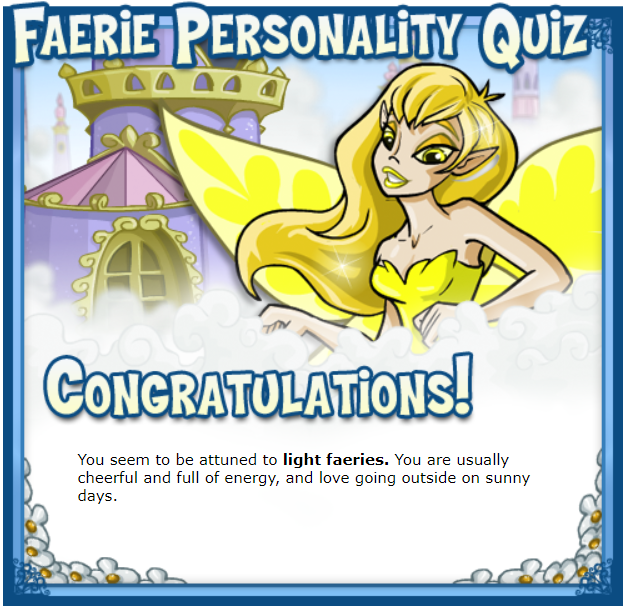 Faerie Personality Quiz
Congratulations!
You seem to be attuned to light faeries. You are usually
cheerful and full of energy, and love going outside on sunny
days.